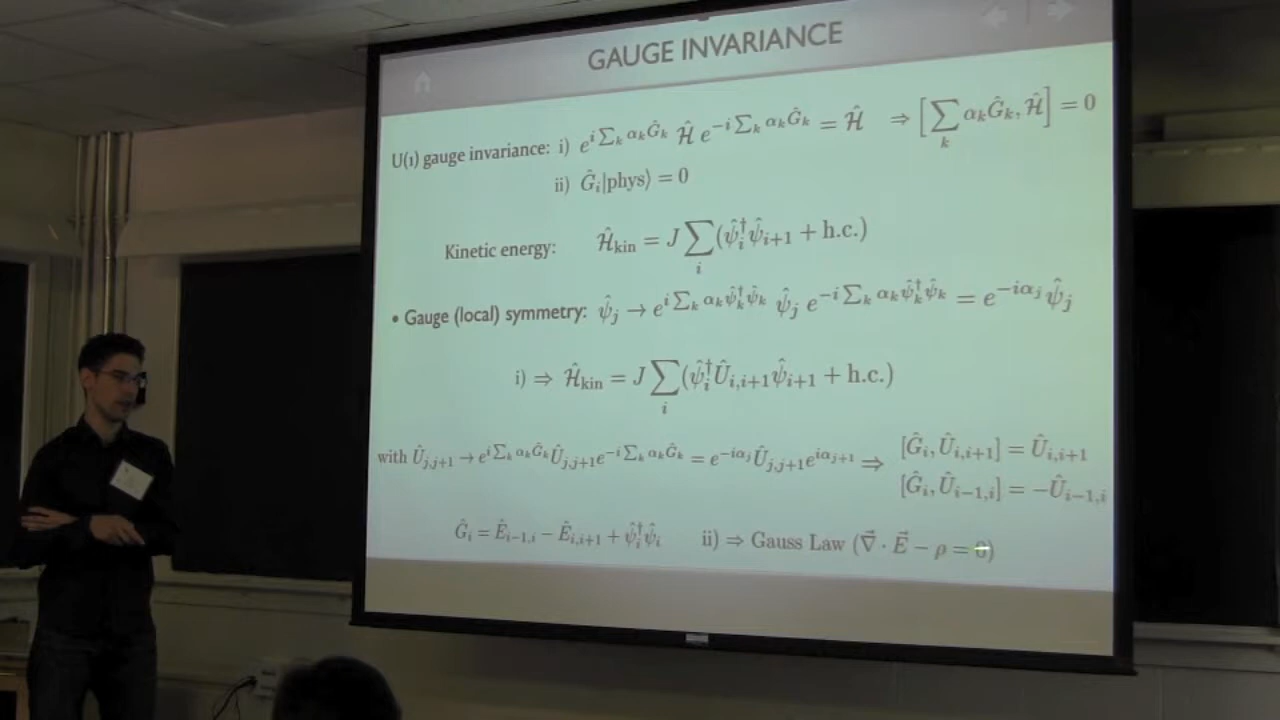 GAUGE INVARIANCE
U(1) gauge invariance: i) $e^{i\sum_k \alpha_k \hat{G}_k} \hat{\mathcal{H}} e^{-i\sum_k \alpha_k \hat{G}_k} = \hat{\mathcal{H}} \Rightarrow \left[\sum_k \alpha_k \hat{G}_k, \hat{\mathcal{H}}\right] = 0$
ii) $\hat{G}_i|\text{phys}\rangle = 0$
Kinetic energy: $\hat{\mathcal{H}}_{\text{kin}} = J\sum_i(\hat{\psi}_i^\dagger \hat{\psi}_{i+1} + \text{h.c.})$
• Gauge (local) symmetry: $\hat{\psi}_j \to e^{i\sum_k \alpha_k \hat{\psi}_k^\dagger \hat{\psi}_k} \hat{\psi}_j e^{-i\sum_k \alpha_k \hat{\psi}_k^\dagger \hat{\psi}_k} = e^{-i\alpha_j} \hat{\psi}_j$
i) $\Rightarrow \hat{\mathcal{H}}_{\text{kin}} = J\sum_i(\hat{\psi}_i^\dagger \hat{U}_{i,i+1} \hat{\psi}_{i+1} + \text{h.c.})$
with $\hat{U}_{j,j+1} \to e^{i\sum_k \alpha_k \hat{G}_k} \hat{U}_{j,j+1} e^{-i\sum_k \alpha_k \hat{G}_k} = e^{-i\alpha_j} \hat{U}_{j,j+1} e^{i\alpha_{j+1}} \Rightarrow$
$[\hat{G}_i, \hat{U}_{i,i+1}] = \hat{U}_{i,i+1}$
$[\hat{G}_i, \hat{U}_{i-1,i}] = -\hat{U}_{i-1,i}$
$\hat{G}_i = \hat{E}_{i-1,i} - \hat{E}_{i,i+1} + \hat{\psi}_i^\dagger \hat{\psi}_i$ ii) $\Rightarrow$ Gauss Law ($\vec{\nabla} \cdot \vec{E} - \rho = 0$)